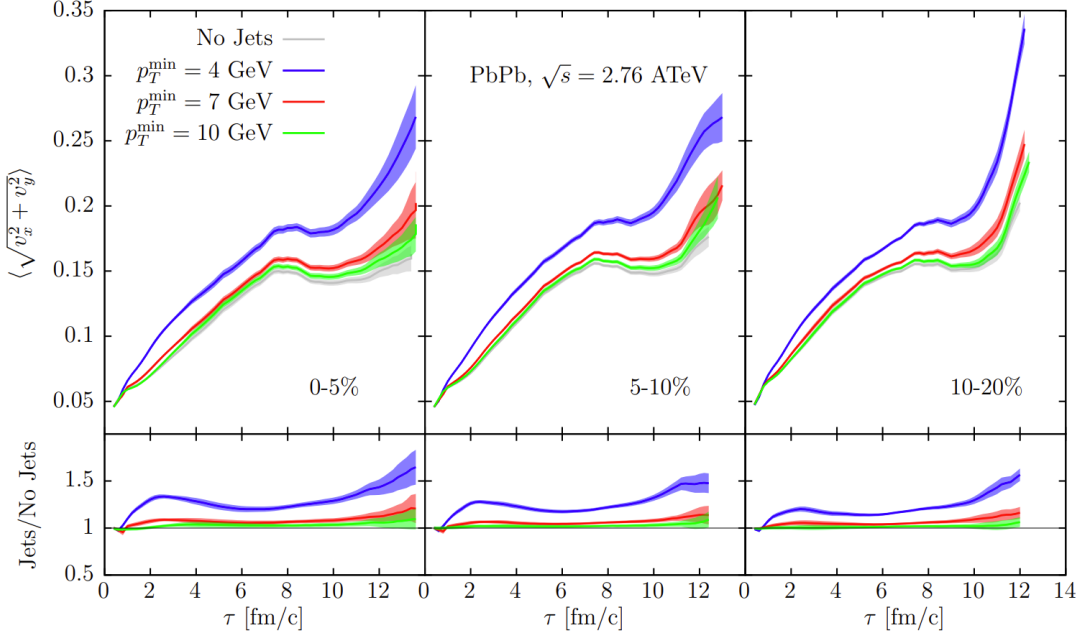 0.35
0.3
0.25
0.2
0.15
0.1
0.05
⟨√(v_x^2 + v_y^2)⟩
No Jets
p_T^min = 4 GeV
p_T^min = 7 GeV
p_T^min = 10 GeV
PbPb, √s = 2.76 ATeV
0-5%
5-10%
10-20%
Jets/No Jets
1.5
1
0.5
0 2 4 6 8 10 12 0 2 4 6 8 10 12 0 2 4 6 8 10 12 14
τ [fm/c] τ [fm/c] τ [fm/c]